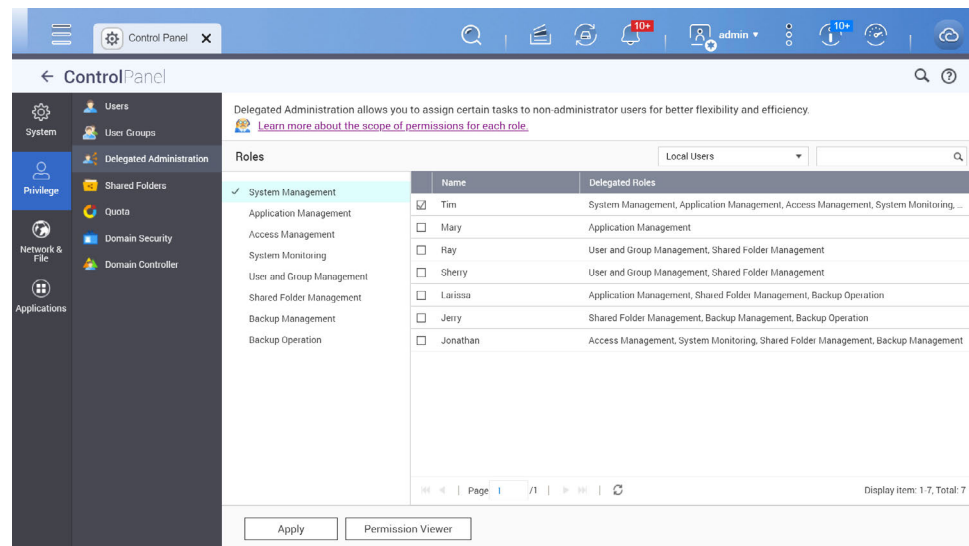 Control Panel
10+
admin
10+
ControlPanel
System
Privilege
Network &
File
Applications
Users
User Groups
Delegated Administration
Shared Folders
Quota
Domain Security
Domain Controller
Delegated Administration allows you to assign certain tasks to non-administrator users for better flexibility and efficiency.
Learn more about the scope of permissions for each role.
Roles
Local Users
System Management
Application Management
Access Management
System Monitoring
User and Group Management
Shared Folder Management
Backup Management
Backup Operation
Name Delegated Roles
Tim System Management, Application Management, Access Management, System Monitoring, ...
Mary Application Management
Ray User and Group Management, Shared Folder Management
Sherry User and Group Management, Shared Folder Management
Larissa Application Management, Shared Folder Management, Backup Operation
Jerry Shared Folder Management, Backup Management, Backup Operation
Jonathan Access Management, System Monitoring, Shared Folder Management, Backup Management
Page 1 /1
Display item: 1-7, Total: 7
Apply
Permission Viewer